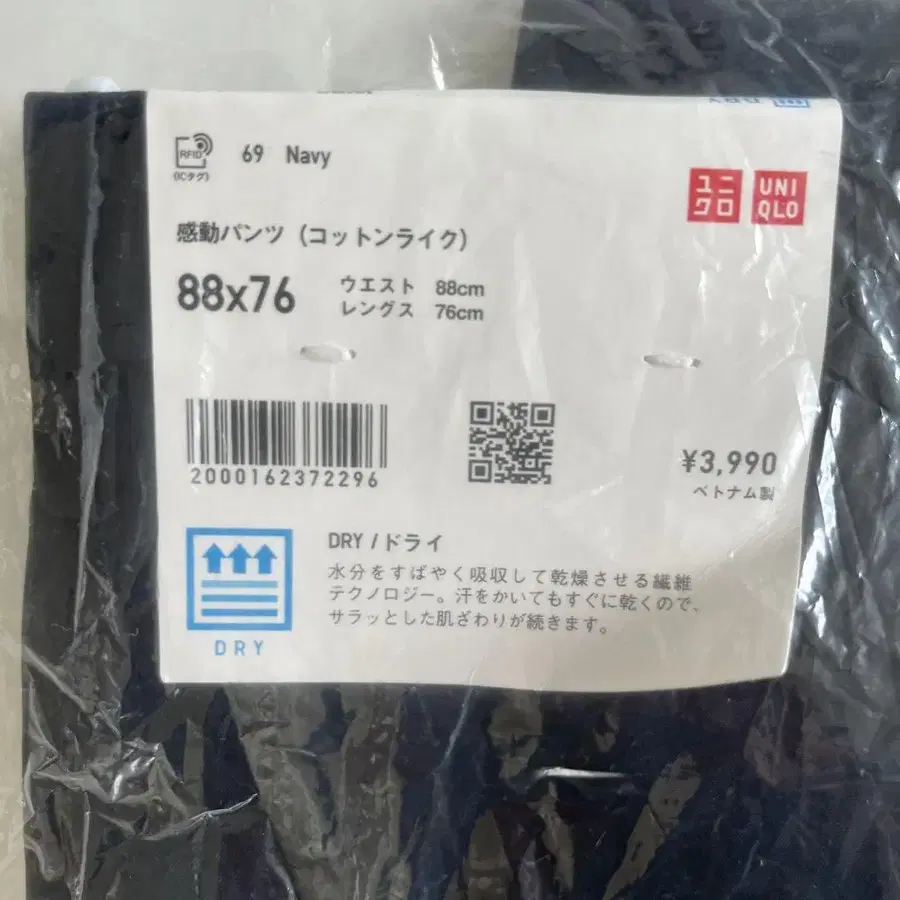 DRY
RFID
(ICタグ)
69 Navy
ユニクロ
UNI
QLO
感動パンツ (コットンライク)
88x76
ウエスト 88cm
レングス 76cm
2000162372296
¥3,990
ベトナム製
DRY / ドライ
水分をすばやく吸収して乾燥させる繊維
テクノロジー。汗をかいてもすぐに乾くので、
サラッとした肌ざわりが続きます。
DRY